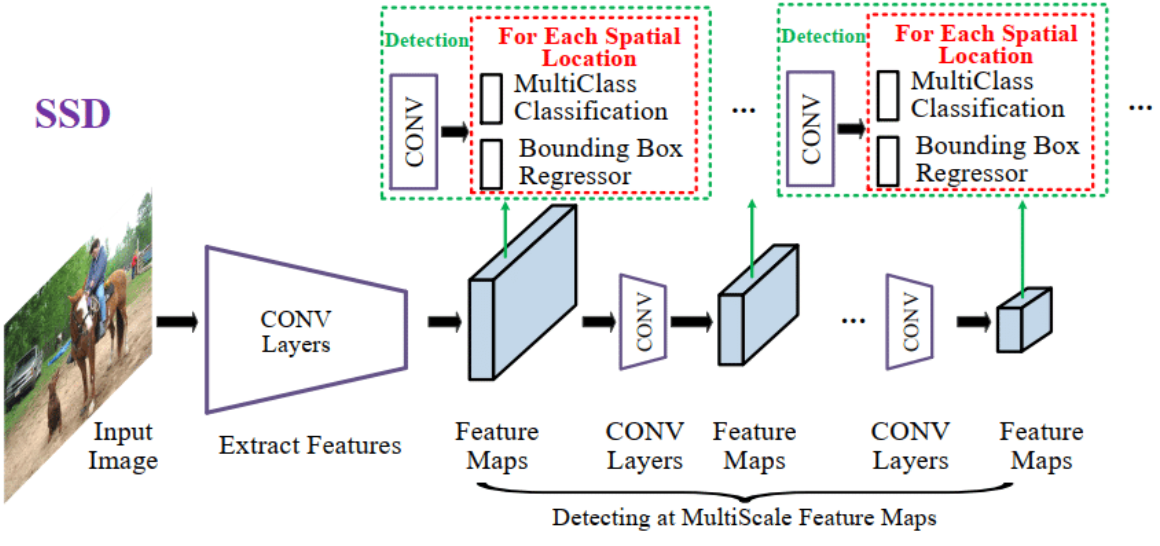 SSD
Detection
For Each Spatial
Location
CONV
MultiClass
Classification
Bounding Box
Regressor
...
Detection
For Each Spatial
Location
CONV
MultiClass
Classification
Bounding Box
Regressor
...
CONV
Layers
CONV
...
CONV
Input
Image
Extract Features
Feature
Maps
CONV
Layers
Feature
Maps
CONV
Layers
Feature
Maps
Detecting at MultiScale Feature Maps